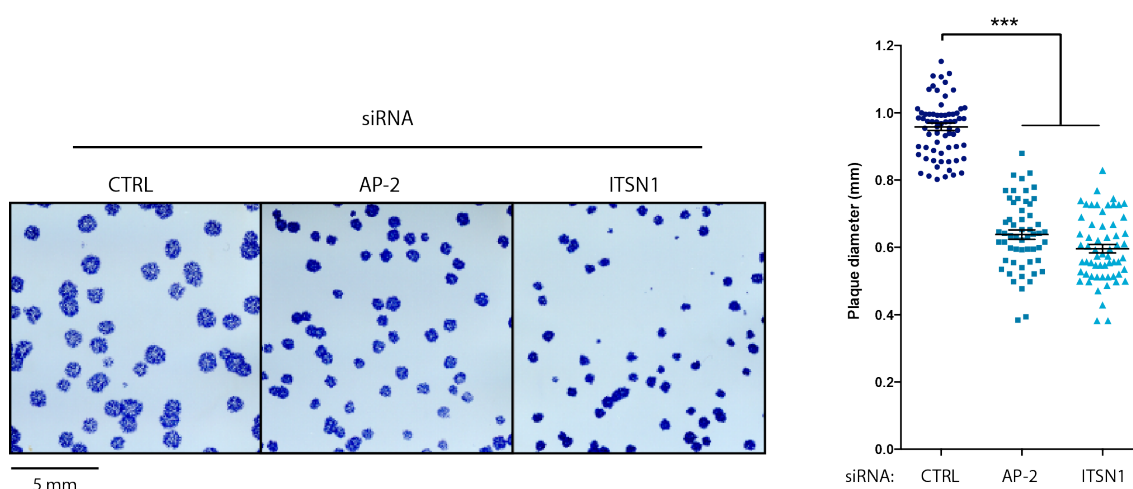 siRNA
CTRL AP-2 ITSN1
5 mm
***
Plaque diameter (mm)
1.2
1.0
0.8
0.6
0.4
0.2
0.0
siRNA: CTRL AP-2 ITSN1